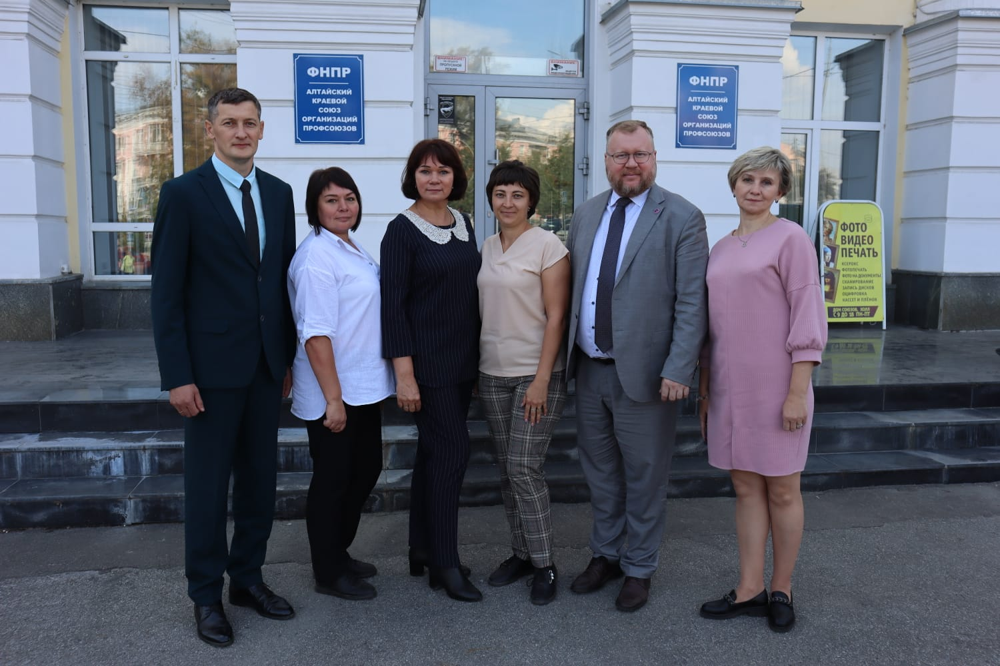 ФНПР
АЛТАЙСКИЙ
КРАЕВОЙ
СОЮЗ
ОРГАНИЗАЦИЙ
ПРОФСОЮЗОВ
ВНИМАНИЕ!
ПРОПУСКНОЙ
РЕЖИМ
ВНИМАНИЕ!
ФНПР
АЛТАЙСКИЙ
КРАЕВОЙ
СОЮЗ
ОРГАНИЗАЦИЙ
ПРОФСОЮЗОВ
ФОТО
ВИДЕО
ПЕЧАТЬ
КСЕРОКС
ФОТОПЕЧАТЬ
ФОТО НА ДОКУМЕНТЫ
СКАНИРОВАНИЕ
ЗАПИСЬ ДИСКОВ
ОЦИФРОВКА
КАССЕТ И ПЛЁНОК
ДОМ СОЮЗОВ, ХОЛЛ
С 9 ДО 18 ПН-ПТ